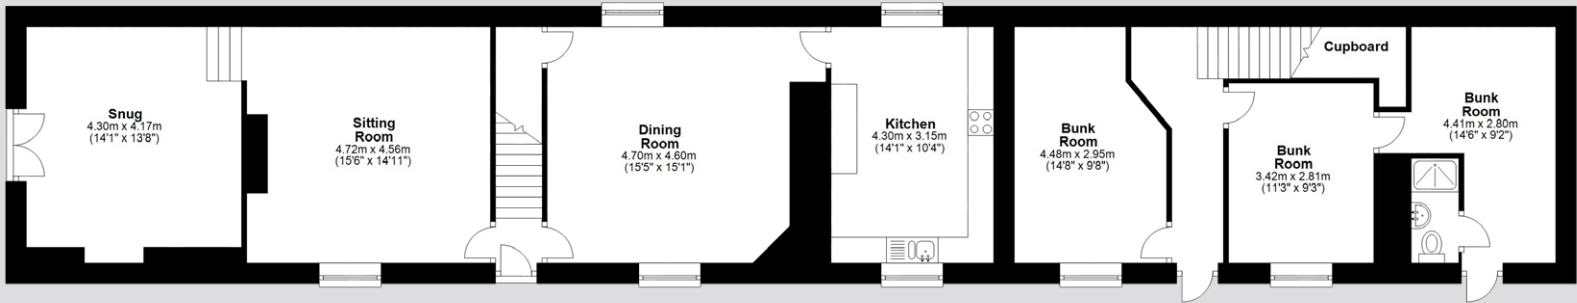 Snug
4.30m x 4.17m
(14'1" x 13'8")
Sitting
Room
4.72m x 4.56m
(15'6" x 14'11")
Dining
Room
4.70m x 4.60m
(15'5" x 15'1")
Kitchen
4.30m x 3.15m
(14'1" x 10'4")
Bunk
Room
4.48m x 2.95m
(14'8" x 9'8")
Cupboard
Bunk
Room
3.42m x 2.81m
(11'3" x 9'3")
Bunk
Room
4.41m x 2.80m
(14'6" x 9'2")